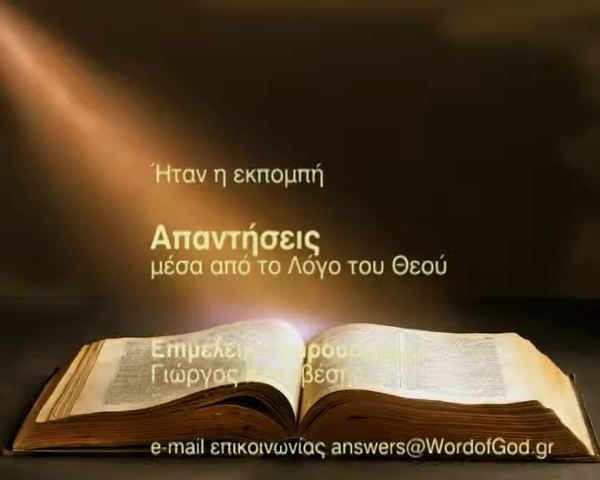 Ήταν η εκπομπή
Απαντήσεις
μέσα από το Λόγο του Θεού
Γιώργος
e-mail επικοινωνίας answers@WordofGod.gr